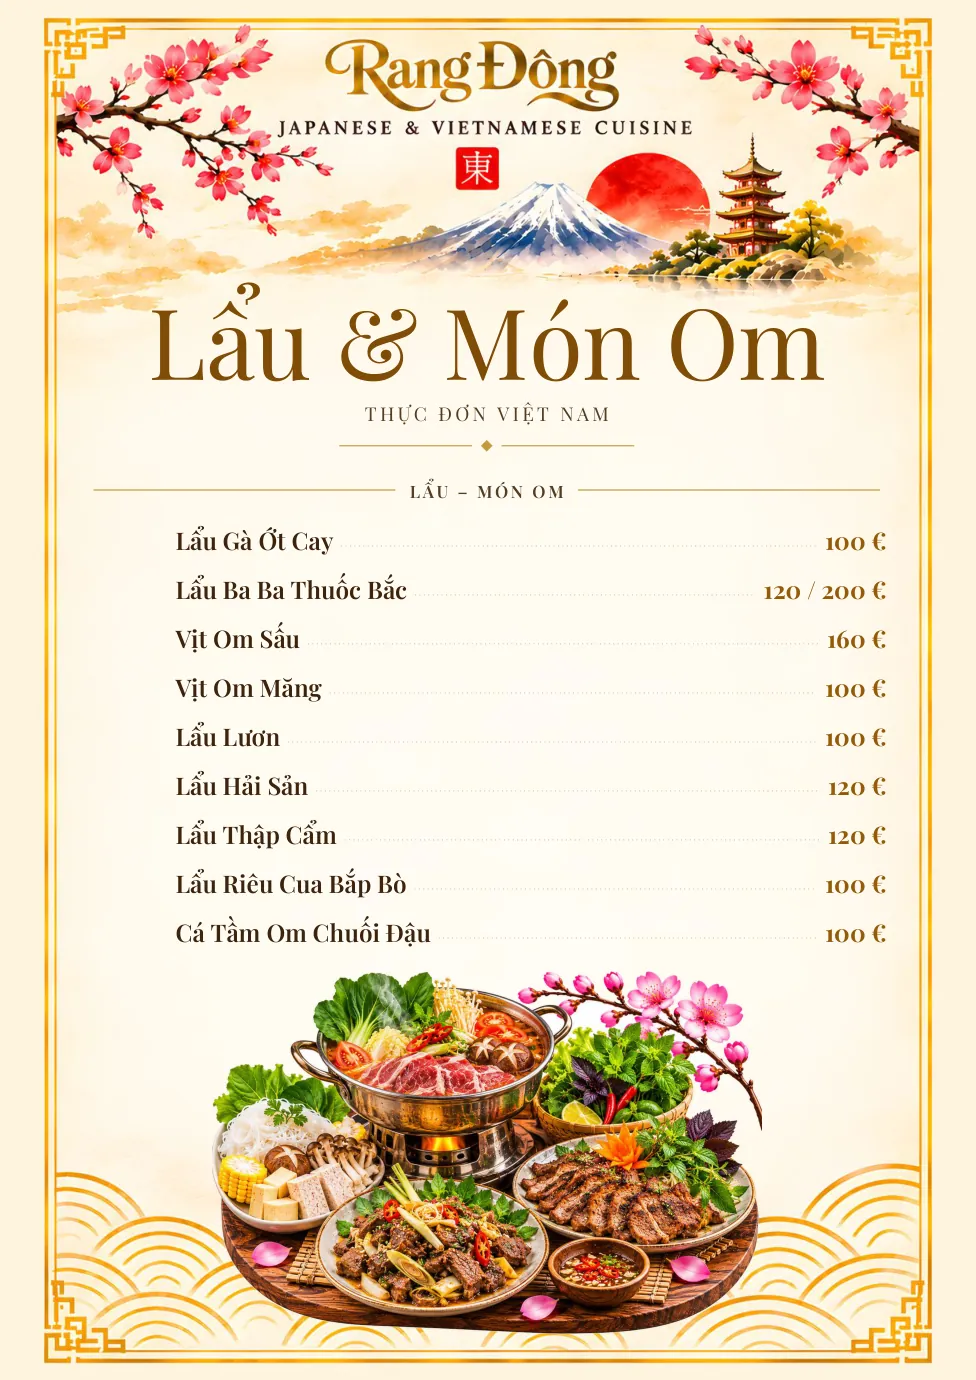 Rạng Đông
JAPANESE & VIETNAMESE CUISINE
東
Lẩu & Món Om
THỰC ĐƠN VIỆT NAM
LẨU – MÓN OM
Lẩu Gà Ớt Cay 100 €
Lẩu Ba Ba Thuốc Bắc 120 / 200 €
Vịt Om Sấu 160 €
Vịt Om Măng 100 €
Lẩu Lươn 100 €
Lẩu Hải Sản 120 €
Lẩu Thập Cẩm 120 €
Lẩu Riêu Cua Bắp Bò 100 €
Cá Tầm Om Chuối Đậu 100 €